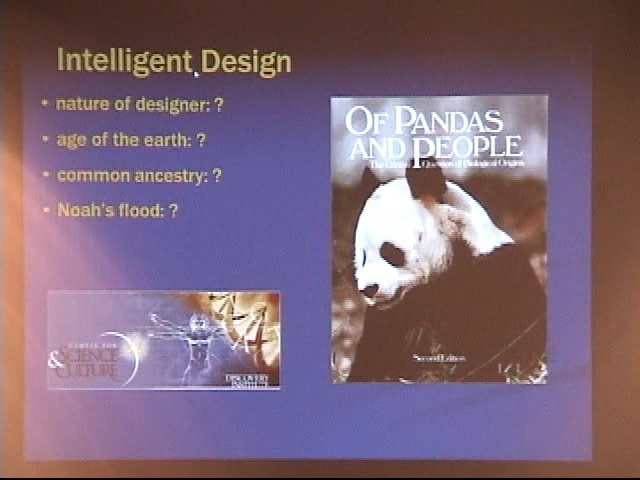 Intelligent Design
• nature of designer: ?
• age of the earth: ?
• common ancestry: ?
• Noah's flood: ?
OF PANDAS
AND PEOPLE
The Central Question of Biological Origins
Second Edition
CENTER FOR
& SCIENCE
CULTURE
DISCOVERY
INSTITUTE